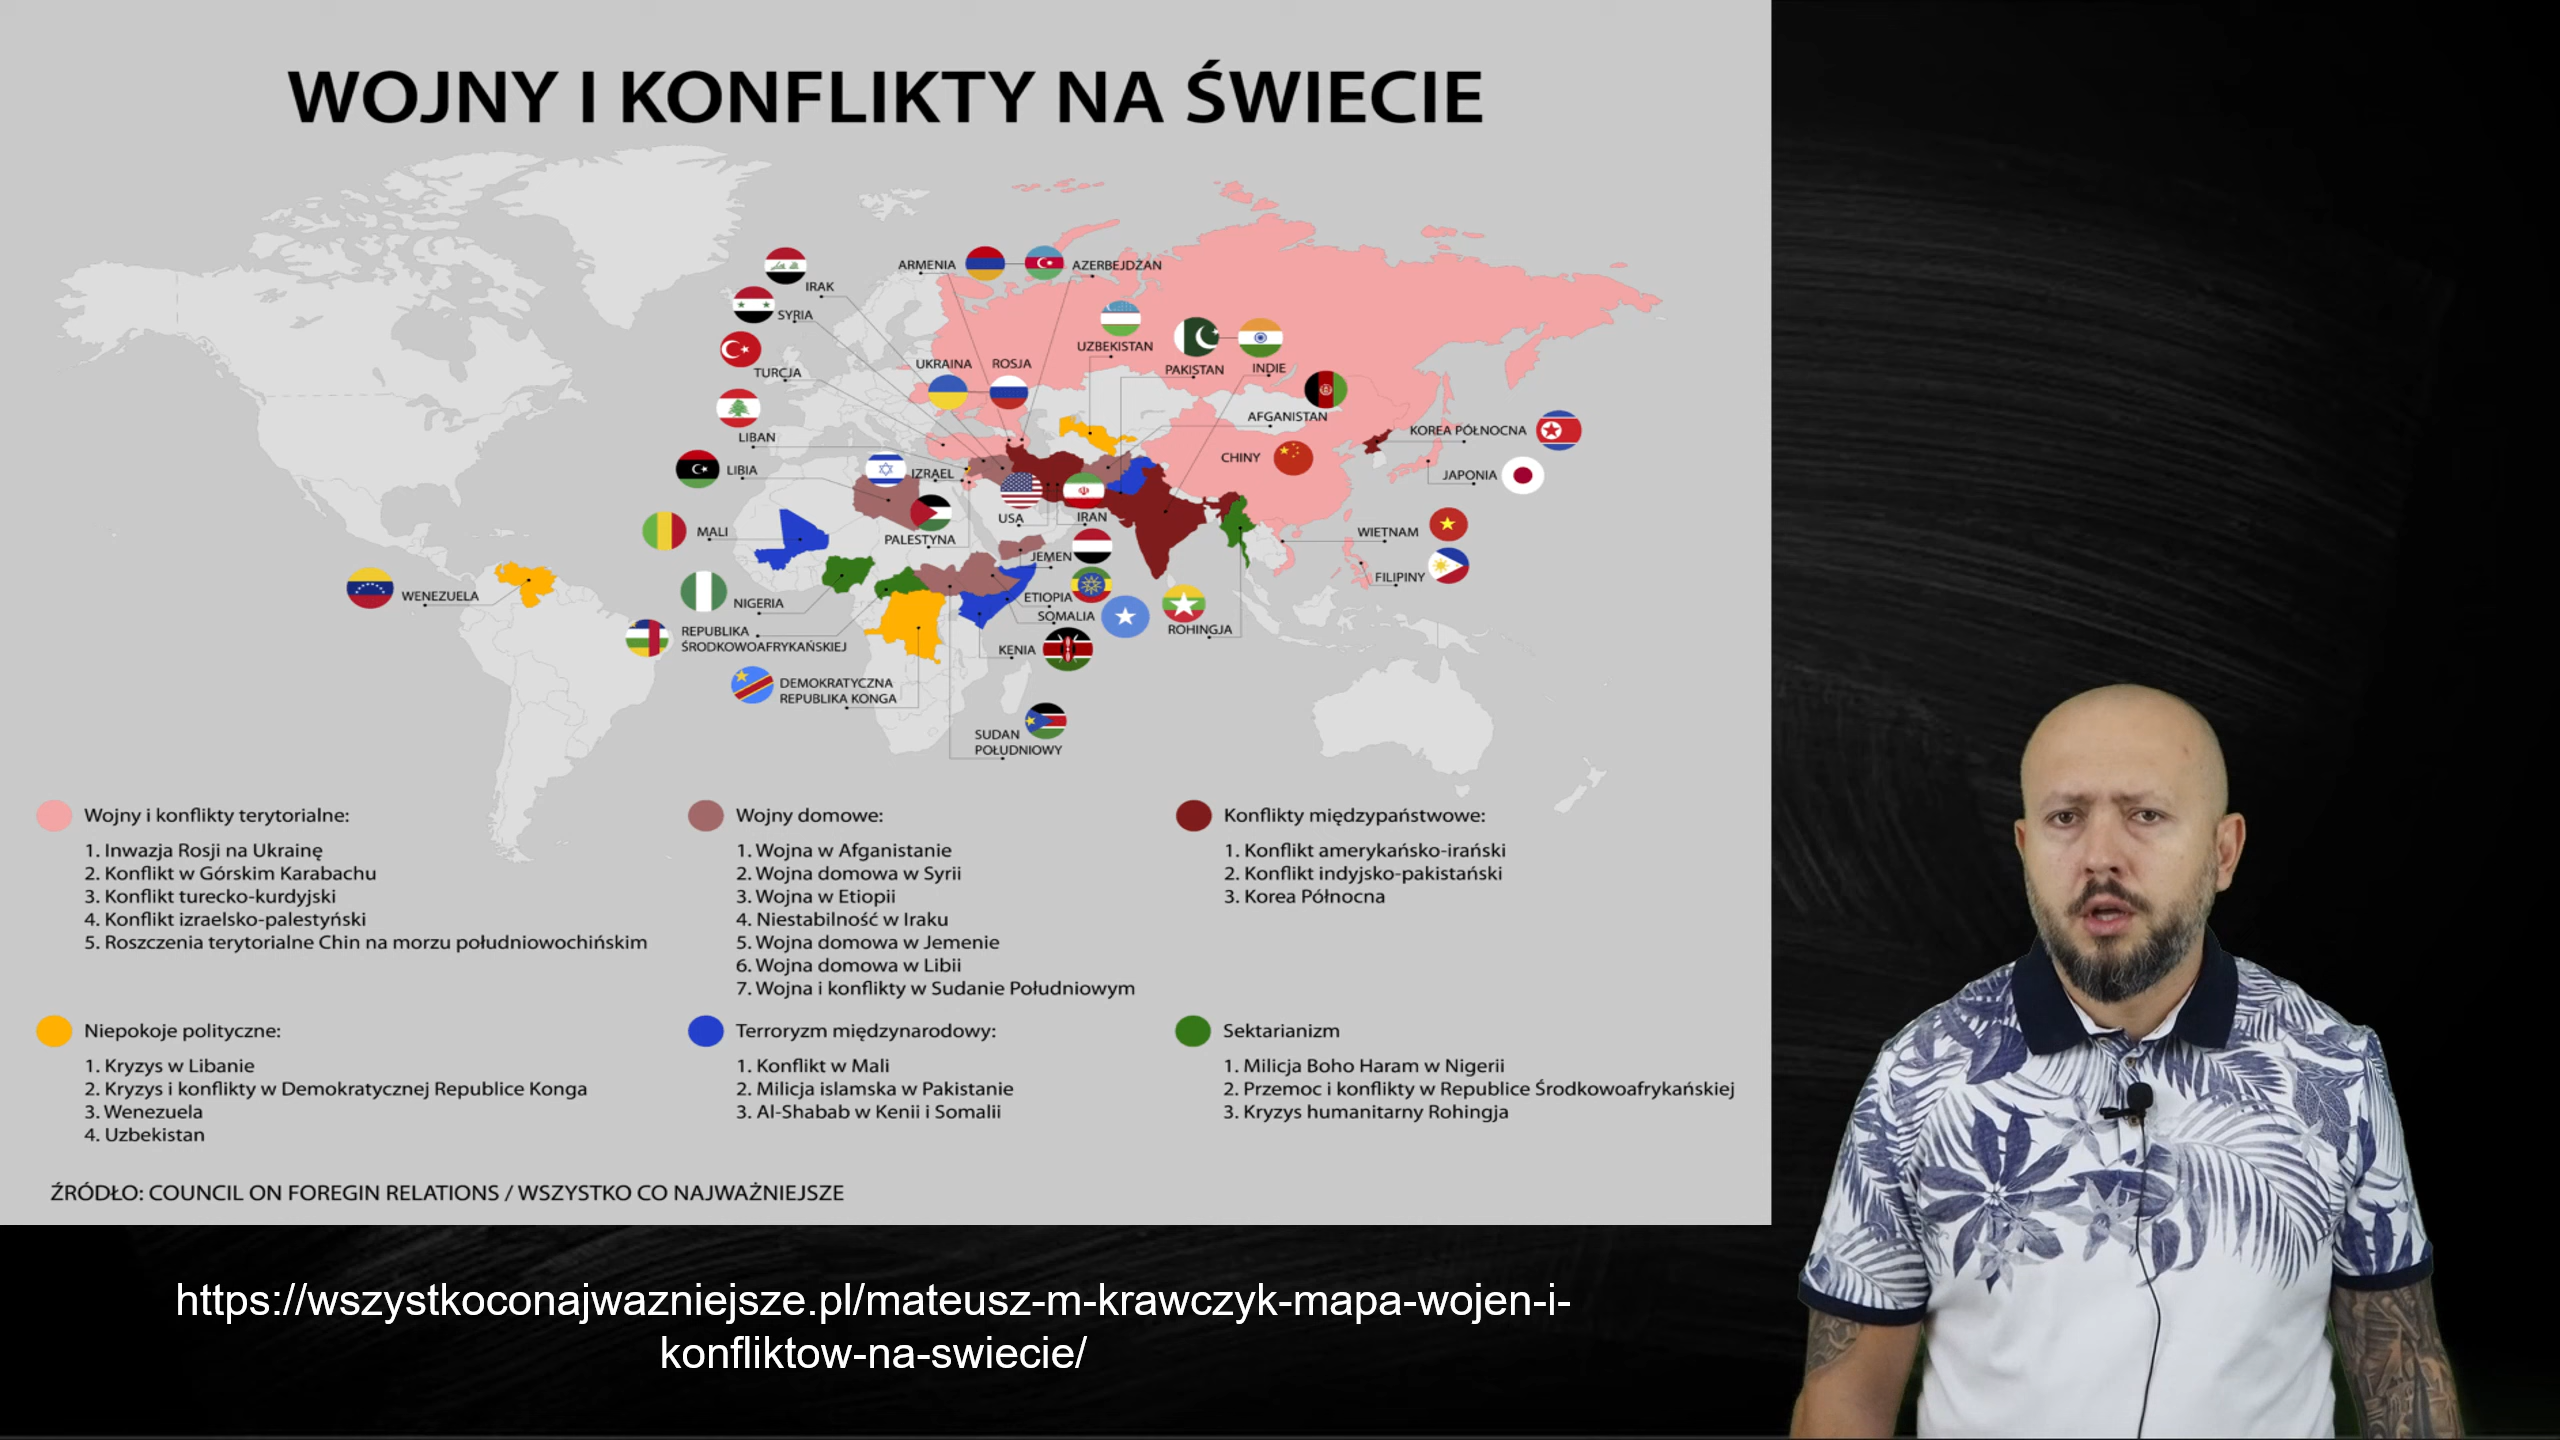 WOJNY I KONFLIKTY NA ŚWIECIE
ARMENIA
AZERBEJDŻAN
IRAK
SYRIA
UZBEKISTAN
TURCJA
UKRAINA
ROSJA
PAKISTAN
INDIE
AFGANISTAN
LIBAN
KOREA PÓŁNOCNA
CHINY
LIBIA
IZRAEL
JAPONIA
USA
IRAN
MALI
PALESTYNA
WIETNAM
JEMEN
FILIPINY
WENEZUELA
NIGERIA
ETIOPIA
SOMALIA
ROHINGJA
REPUBLIKA
ŚRODKOWOAFRYKAŃSKIEJ
KENIA
DEMOKRATYCZNA
REPUBLIKA KONGA
SUDAN
POŁUDNIOWY
Wojny i konflikty terytorialne:
1. Inwazja Rosji na Ukrainę
2. Konflikt w Górskim Karabachu
3. Konflikt turecko-kurdyjski
4. Konflikt izraelsko-palestyński
5. Roszczenia terytorialne Chin na morzu południowochińskim
Wojny domowe:
1. Wojna w Afganistanie
2. Wojna domowa w Syrii
3. Wojna w Etiopii
4. Niestabilność w Iraku
5. Wojna domowa w Jemenie
6. Wojna domowa w Libii
7. Wojna i konflikty w Sudanie Południowym
Konflikty międzypaństwowe:
1. Konflikt amerykańsko-irański
2. Konflikt indyjsko-pakistański
3. Korea Północna
Niepokoje polityczne:
1. Kryzys w Libanie
2. Kryzys i konflikty w Demokratycznej Republice Konga
3. Wenezuela
4. Uzbekistan
Terroryzm międzynarodowy:
1. Konflikt w Mali
2. Milicja islamska w Pakistanie
3. Al-Shabab w Kenii i Somalii
Sektarianizm
1. Milicja Boho Haram w Nigerii
2. Przemoc i konflikty w Republice Środkowoafrykańskiej
3. Kryzys humanitarny Rohingja
ŹRÓDŁO: COUNCIL ON FOREGIN RELATIONS / WSZYSTKO CO NAJWAŻNIEJSZE
https://wszystkoconajwazniejsze.pl/mateusz-m-krawczyk-mapa-wojen-i-
konfliktow-na-swiecie/